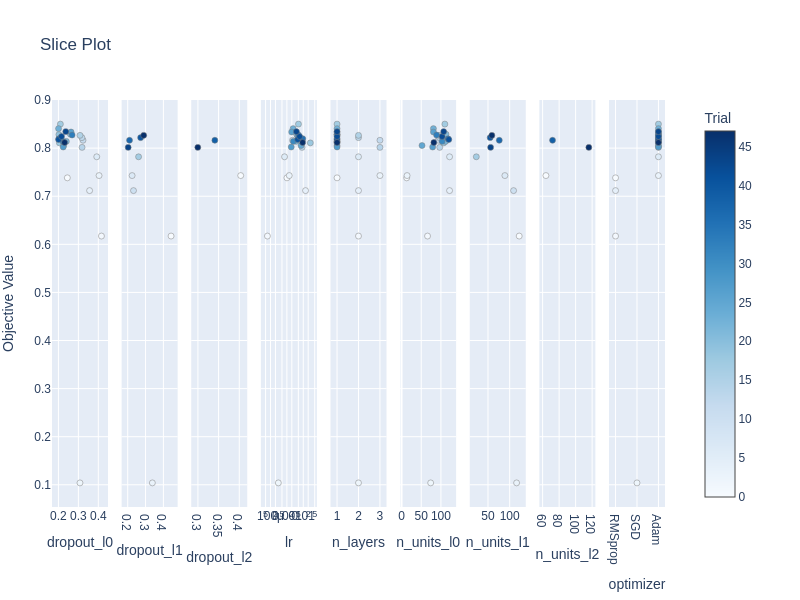 Slice Plot
Trial
Objective Value
0.9
0.8
0.7
0.6
0.5
0.4
0.3
0.2
0.1
45
40
35
30
25
20
15
10
5
0
0.2 0.3 0.4
0.2 0.3 0.4
0.3 0.35 0.4
1 2 3
0 50 100
50 100
60 80 100 120
RMSprop SGD Adam
dropout_l0
dropout_l1
dropout_l2
lr
n_layers
n_units_l0
n_units_l1
n_units_l2
optimizer